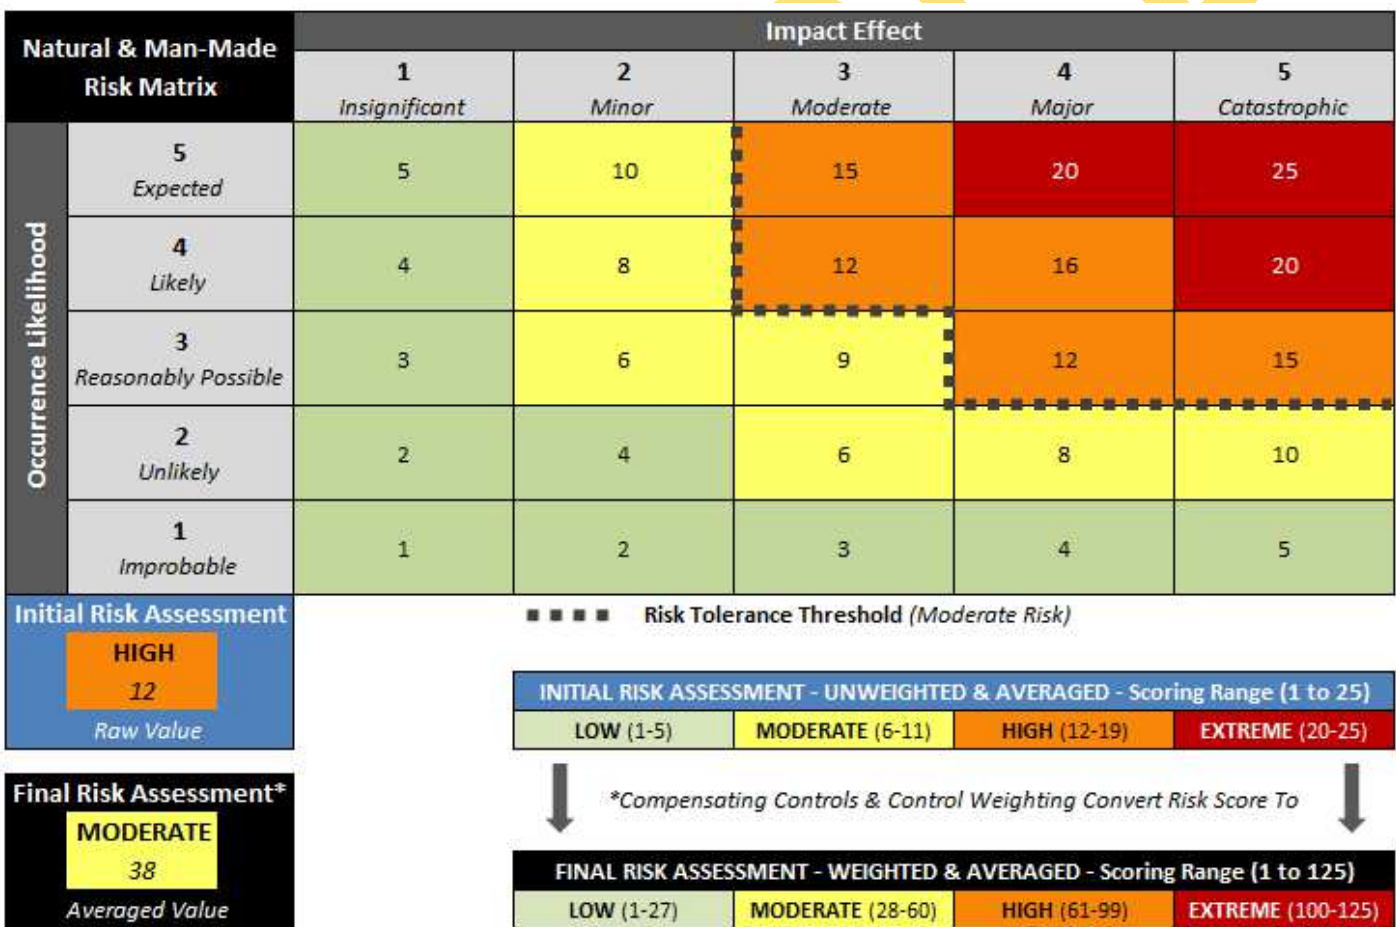 Natural & Man-Made
Risk Matrix
Impact Effect
1 2 3 4 5
Insignificant Minor Moderate Major Catastrophic
Occurrence Likelihood
5
Expected
5 10 15 20 25
4
Likely
4 8 12 16 20
3
Reasonably Possible
3 6 9 12 15
2
Unlikely
2 4 6 8 10
1
Improbable
1 2 3 4 5
Initial Risk Assessment
HIGH
12
Raw Value
Risk Tolerance Threshold (Moderate Risk)
INITIAL RISK ASSESSMENT - UNWEIGHTED & AVERAGED - Scoring Range (1 to 25)
LOW (1-5) MODERATE (6-11) HIGH (12-19) EXTREME (20-25)
*Compensating Controls & Control Weighting Convert Risk Score To
Final Risk Assessment*
MODERATE
38
Averaged Value
FINAL RISK ASSESSMENT - WEIGHTED & AVERAGED - Scoring Range (1 to 125)
LOW (1-27) MODERATE (28-60) HIGH (61-99) EXTREME (100-125)